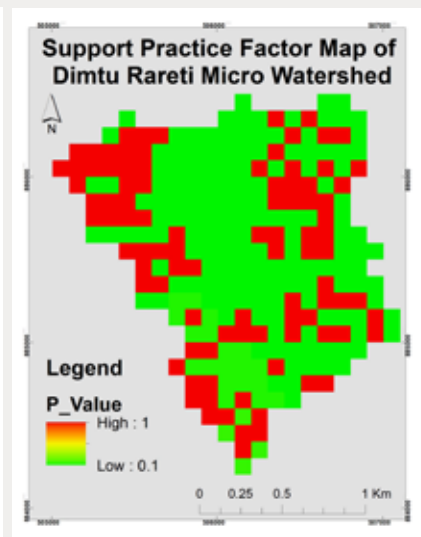 Support Practice Factor Map of
Dimtu Rareti Micro Watershed
N
Legend
P_Value
High : 1
Low : 0.1
0 0.25 0.5 1 Km